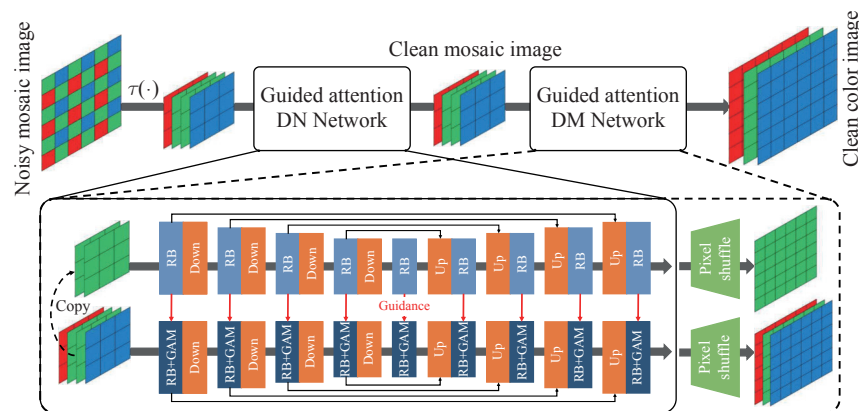 Noisy mosaic image
τ(·)
Guided attention
DN Network
Clean mosaic image
Guided attention
DM Network
Clean color image
RB Down RB Down RB Down RB Down RB Up RB Up RB Up RB Up RB
Pixel
shuffle
Copy
Guidance
RB+GAM Down RB+GAM Down RB+GAM Down RB+GAM Down RB+GAM Up RB+GAM Up RB+GAM Up RB+GAM Up RB+GAM
Pixel
shuffle